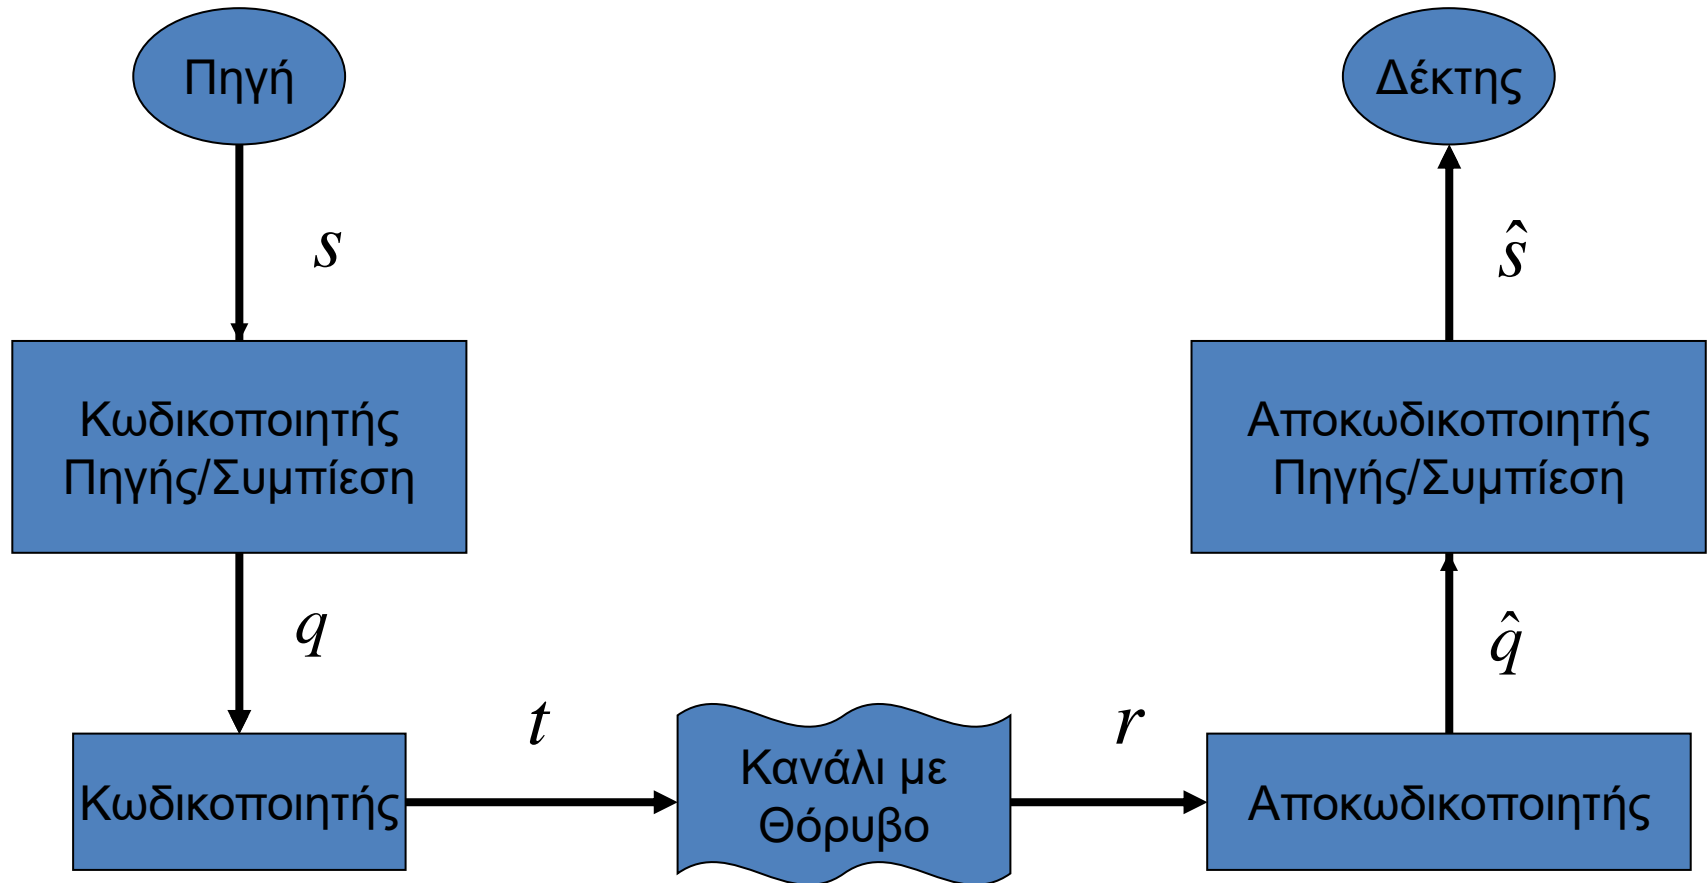 Πηγή
Δέκτης
s
ŝ
Κωδικοποιητής
Πηγής/Συμπίεση
Αποκωδικοποιητής
Πηγής/Συμπίεση
q
q̂
t
r
Κωδικοποιητής
Κανάλι με
Θόρυβο
Αποκωδικοποιητής